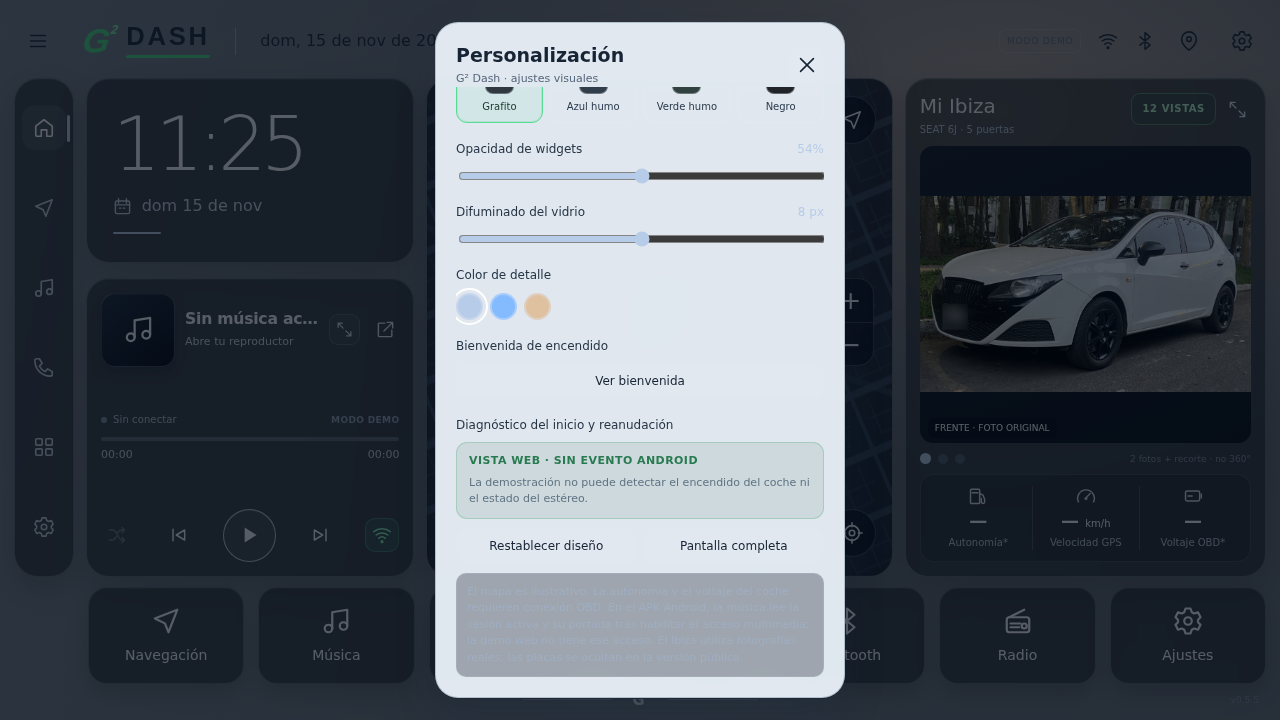 G² DASH
dom, 15 de nov de 20
MODO DEMO
Personalización
G² Dash · ajustes visuales
Grafito
Azul humo
Verde humo
Negro
Opacidad de widgets
54%
Difuminado del vidrio
8 px
Color de detalle
Bienvenida de encendido
Ver bienvenida
Diagnóstico del inicio y reanudación
VISTA WEB · SIN EVENTO ANDROID
La demostración no puede detectar el encendido del coche ni
el estado del estéreo.
Restablecer diseño
Pantalla completa
11:25
dom 15 de nov
Sin música ac...
Abre tu reproductor
Sin conectar
MODO DEMO
00:00
00:00
Mi Ibiza
SEAT 6J · 5 puertas
12 VISTAS
FRENTE · FOTO ORIGINAL
2 fotos + recorte · no 360°
—
— km/h
—
Autonomía*
Velocidad GPS
Voltaje OBD*
Navegación
Música
tooth
Radio
Ajustes